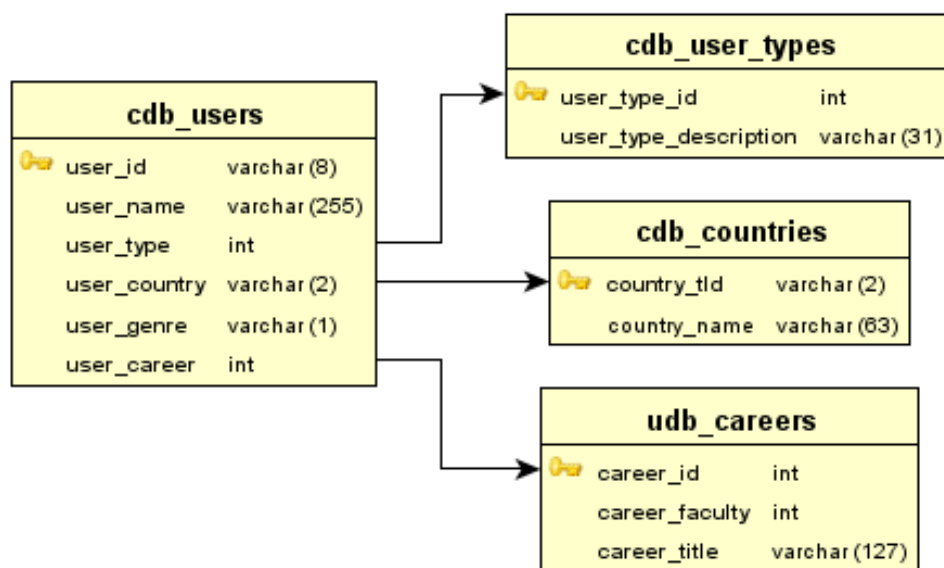 cdb_users
user_id varchar (8)
user_name varchar (255)
user_type int
user_country varchar (2)
user_genre varchar (1)
user_career int
cdb_user_types
user_type_id int
user_type_description varchar (31)
cdb_countries
country_tld varchar (2)
country_name varchar (63)
udb_careers
career_id int
career_faculty int
career_title varchar (127)